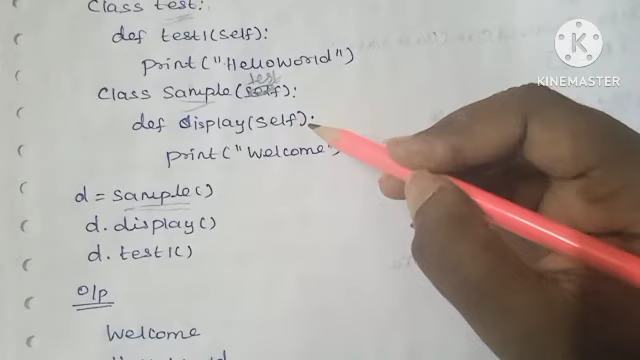 Class test:
def test1(self):
print("HelloWorld")
test
Class Sample(self):
def display(self):
print("Welcome")
d = sample()
d.display()
d.test1()
O/p
Welcome
KINEMASTER